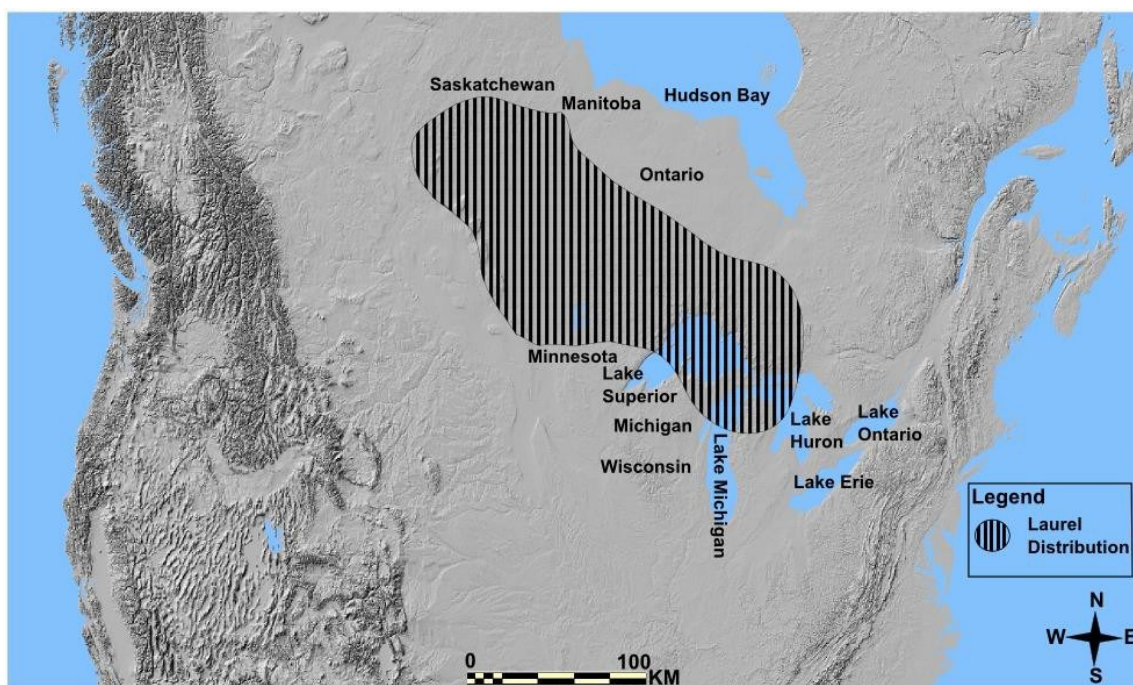 Saskatchewan
Manitoba
Hudson Bay
Ontario
Minnesota
Lake
Superior
Michigan
Wisconsin
Lake Michigan
Lake
Huron
Lake
Ontario
Lake Erie
Legend
Laurel
Distribution
N
W
E
S
0
100
KM